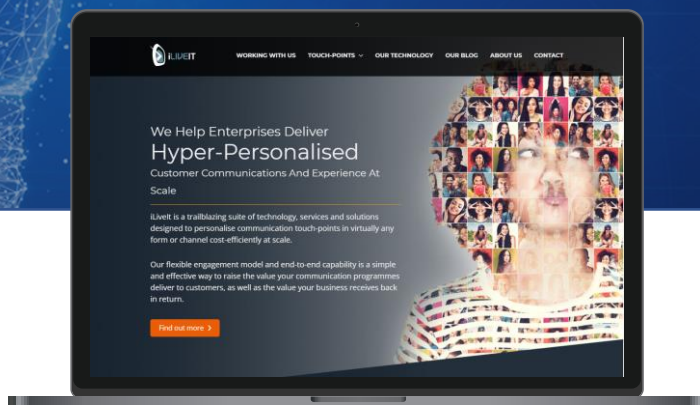 iLIVEIT
WORKING WITH US TOUCH-POINTS OUR TECHNOLOGY OUR BLOG ABOUT US CONTACT
We Help Enterprises Deliver
Hyper-Personalised
Customer Communications And Experience At
Scale
iLiveIt is a trailblazing suite of technology, services and solutions
designed to personalise communication touch-points in virtually any
form or channel cost-efficiently at scale.
Our flexible engagement model and end-to-end capability is a simple
and effective way to raise the value your communication programmes
deliver to customers, as well as the value your business receives back
in return.
Find out more